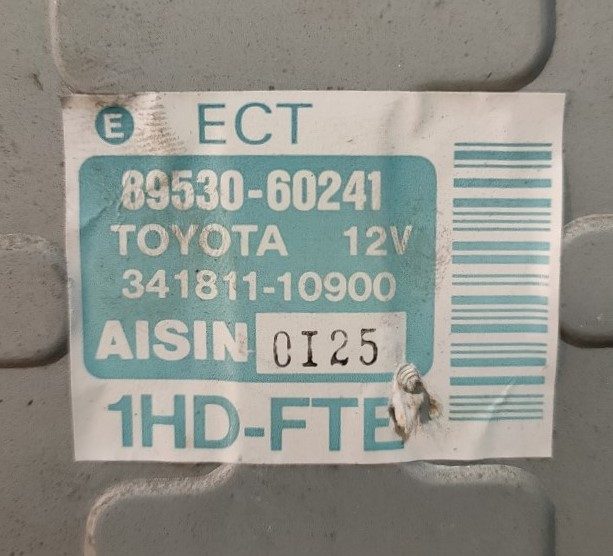 E ECT
89530-60241
TOYOTA 12V
341811-10900
AISIN 0I25
1HD-FTE